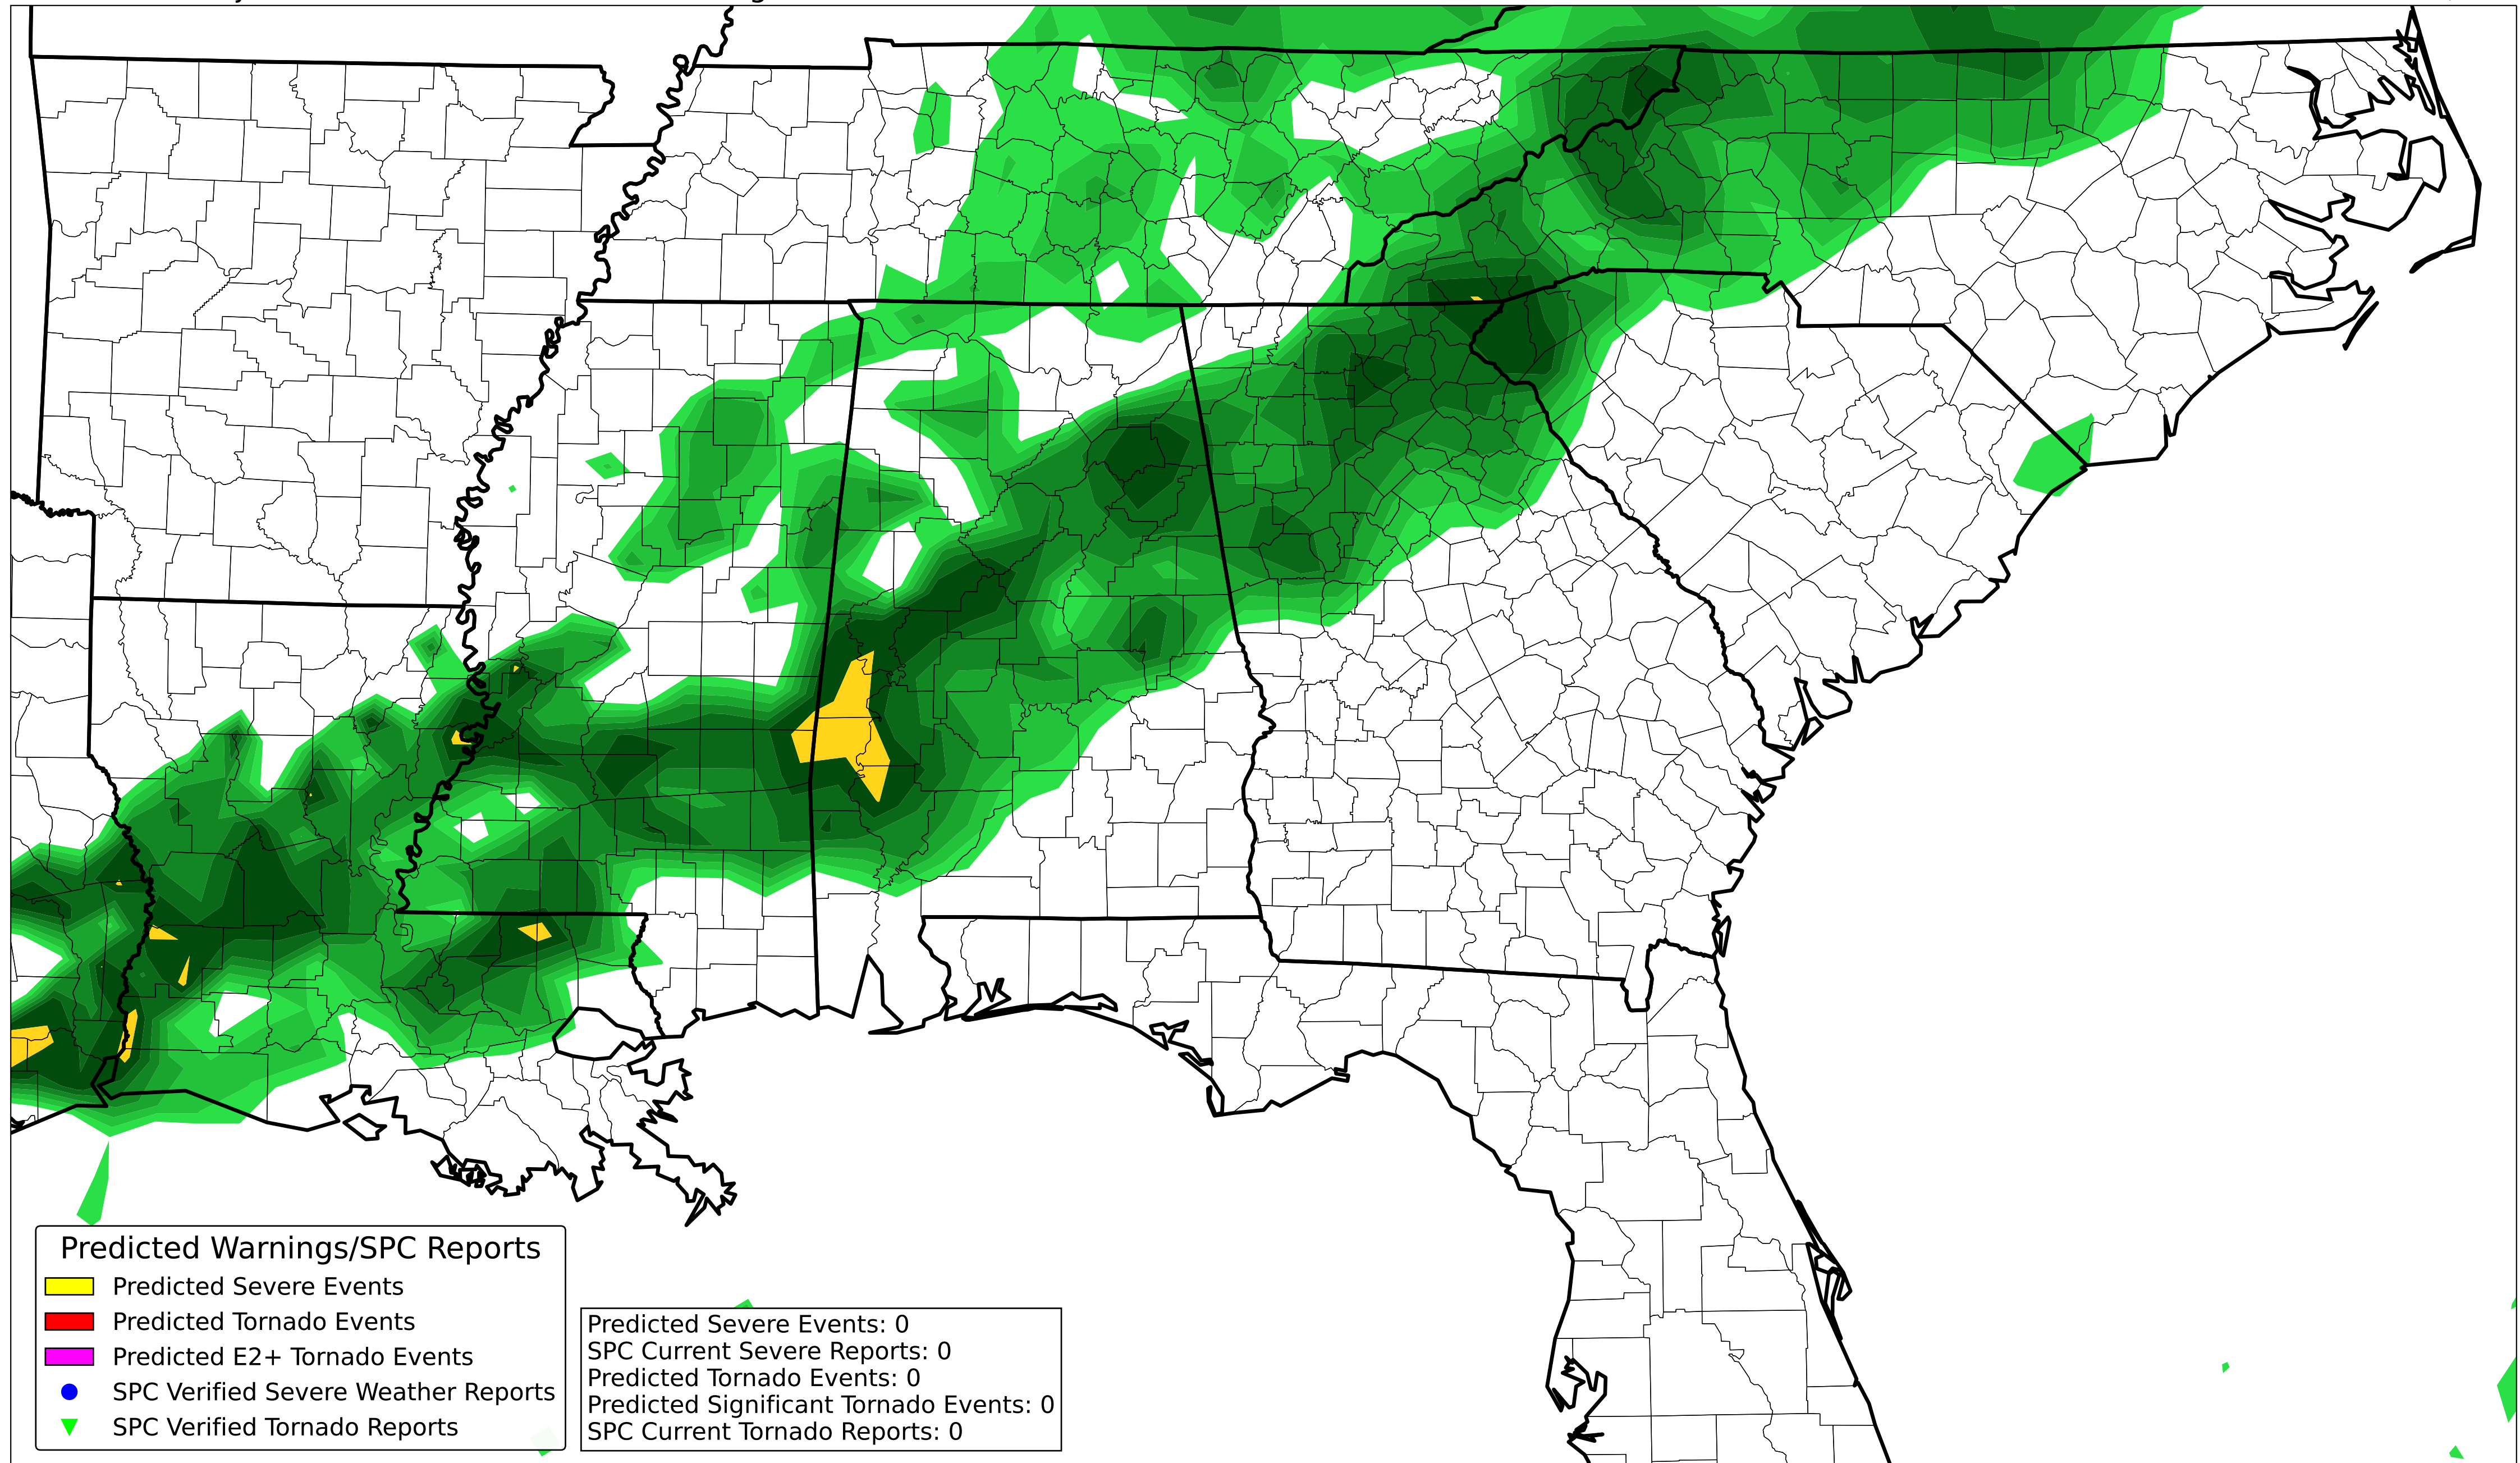 Predicted Warnings/SPC Reports
Predicted Severe Events
Predicted Tornado Events
Predicted E2+ Tornado Events
SPC Verified Severe Weather Reports
SPC Verified Tornado Reports
Predicted Severe Events: 0
SPC Current Severe Reports: 0
Predicted Tornado Events: 0
Predicted Significant Tornado Events: 0
SPC Current Tornado Reports: 0